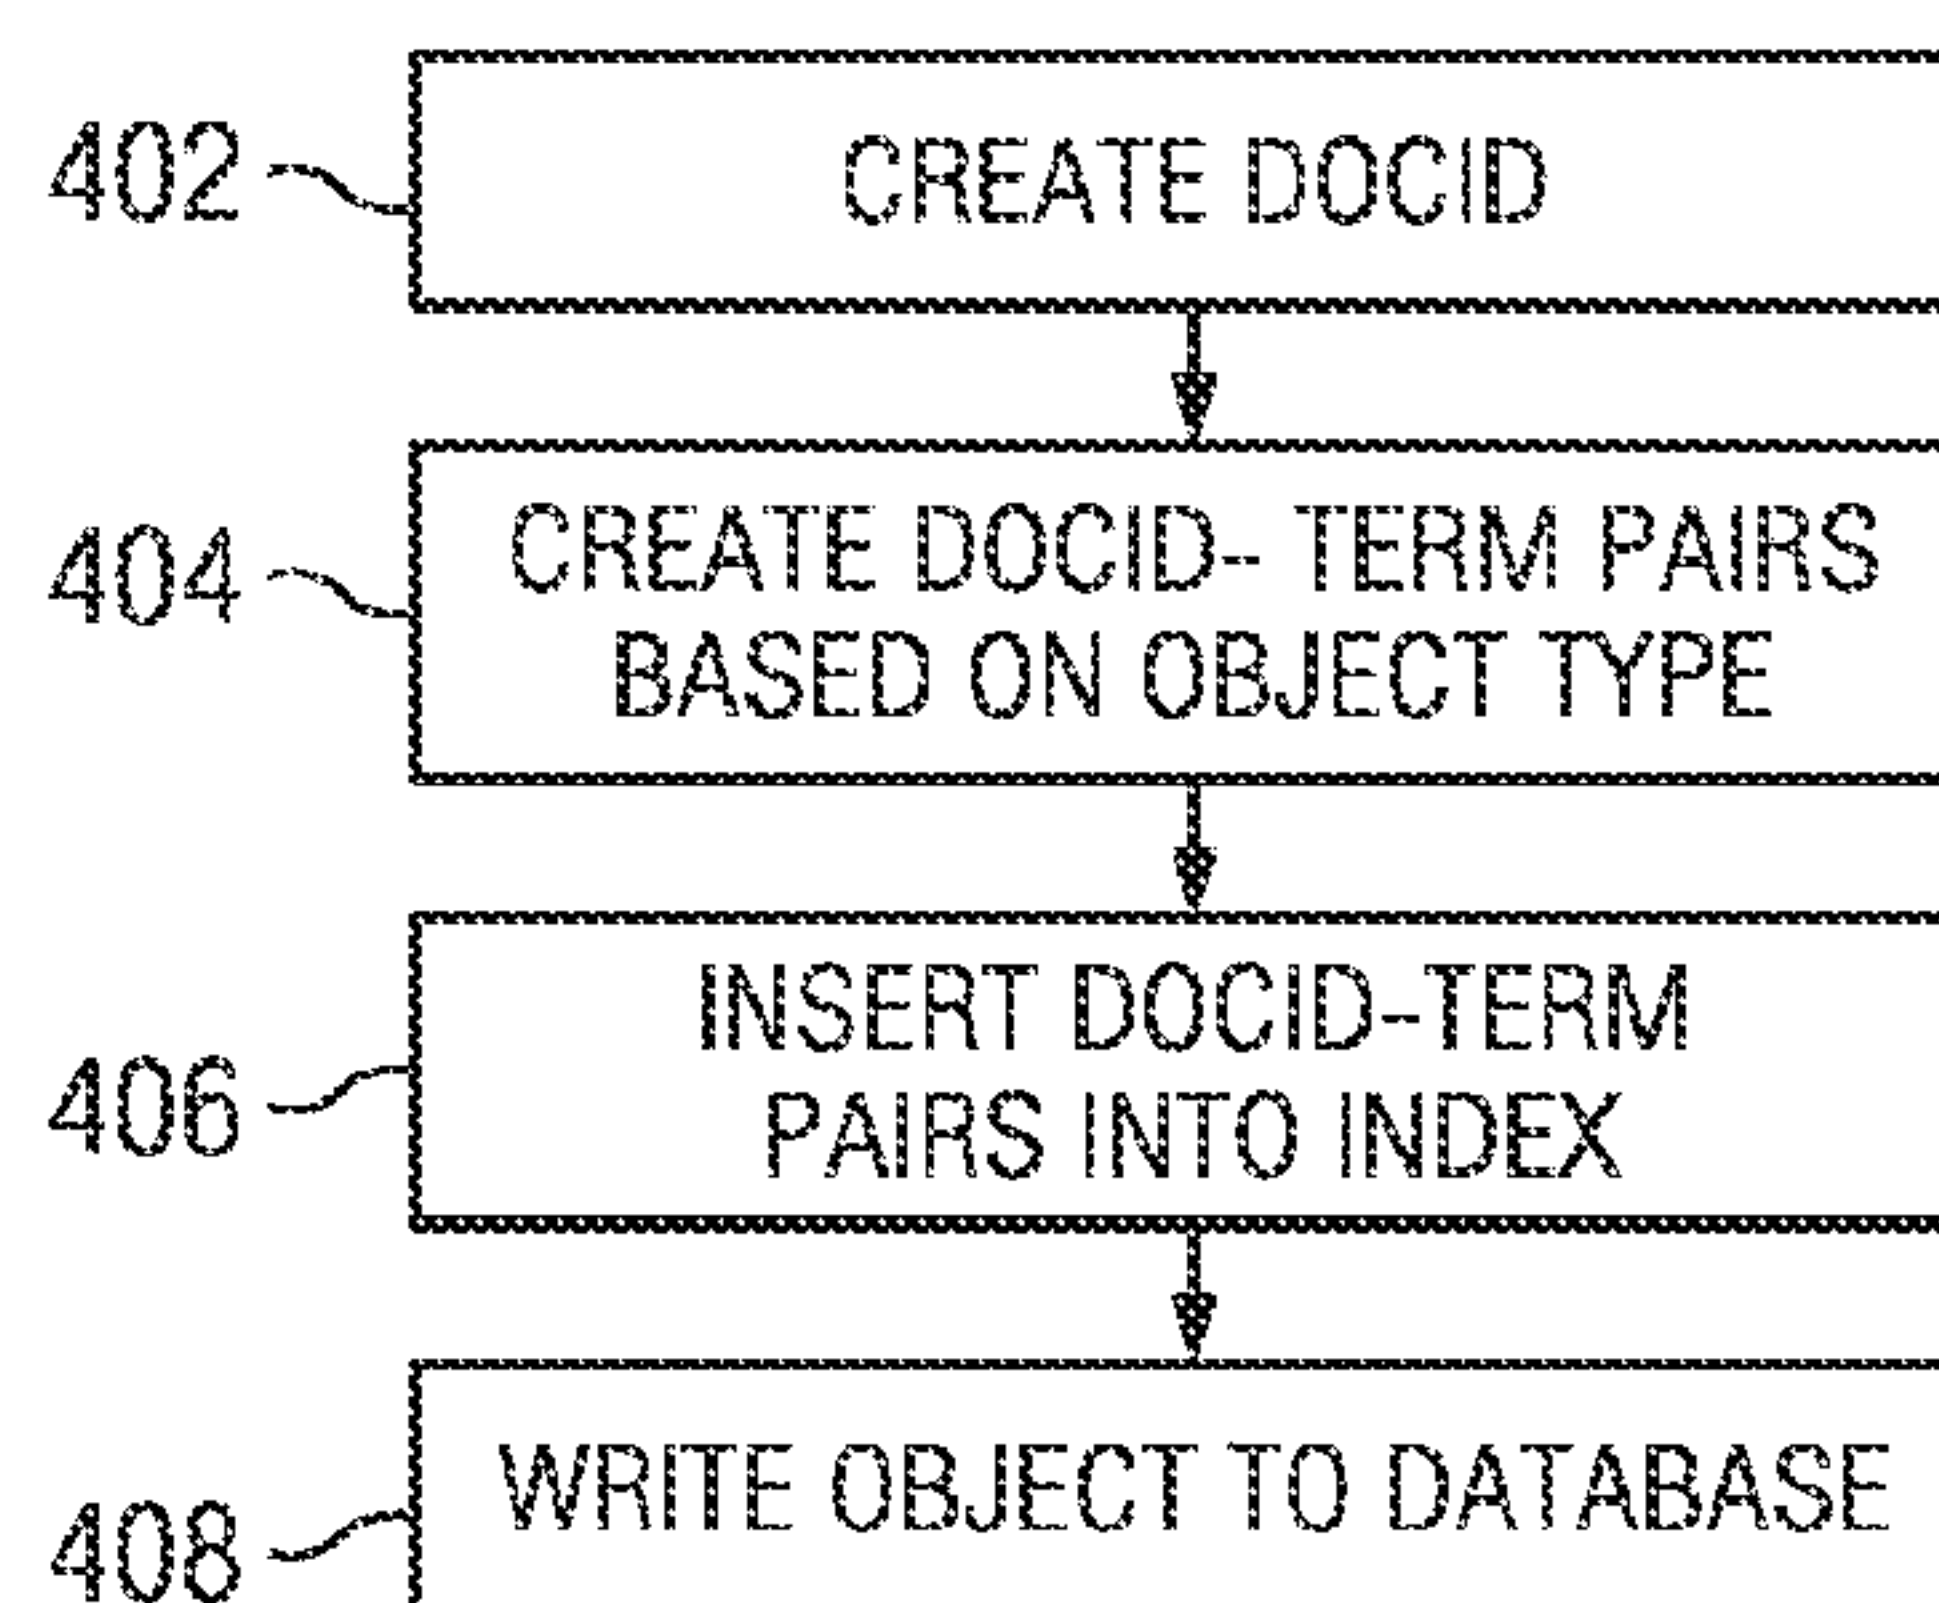 402
CREATE DOCID
404
CREATE DOCID-- TERM PAIRS
BASED ON OBJECT TYPE
406
INSERT DOCID-TERM
PAIRS INTO INDEX
408
WRITE OBJECT TO DATABASE